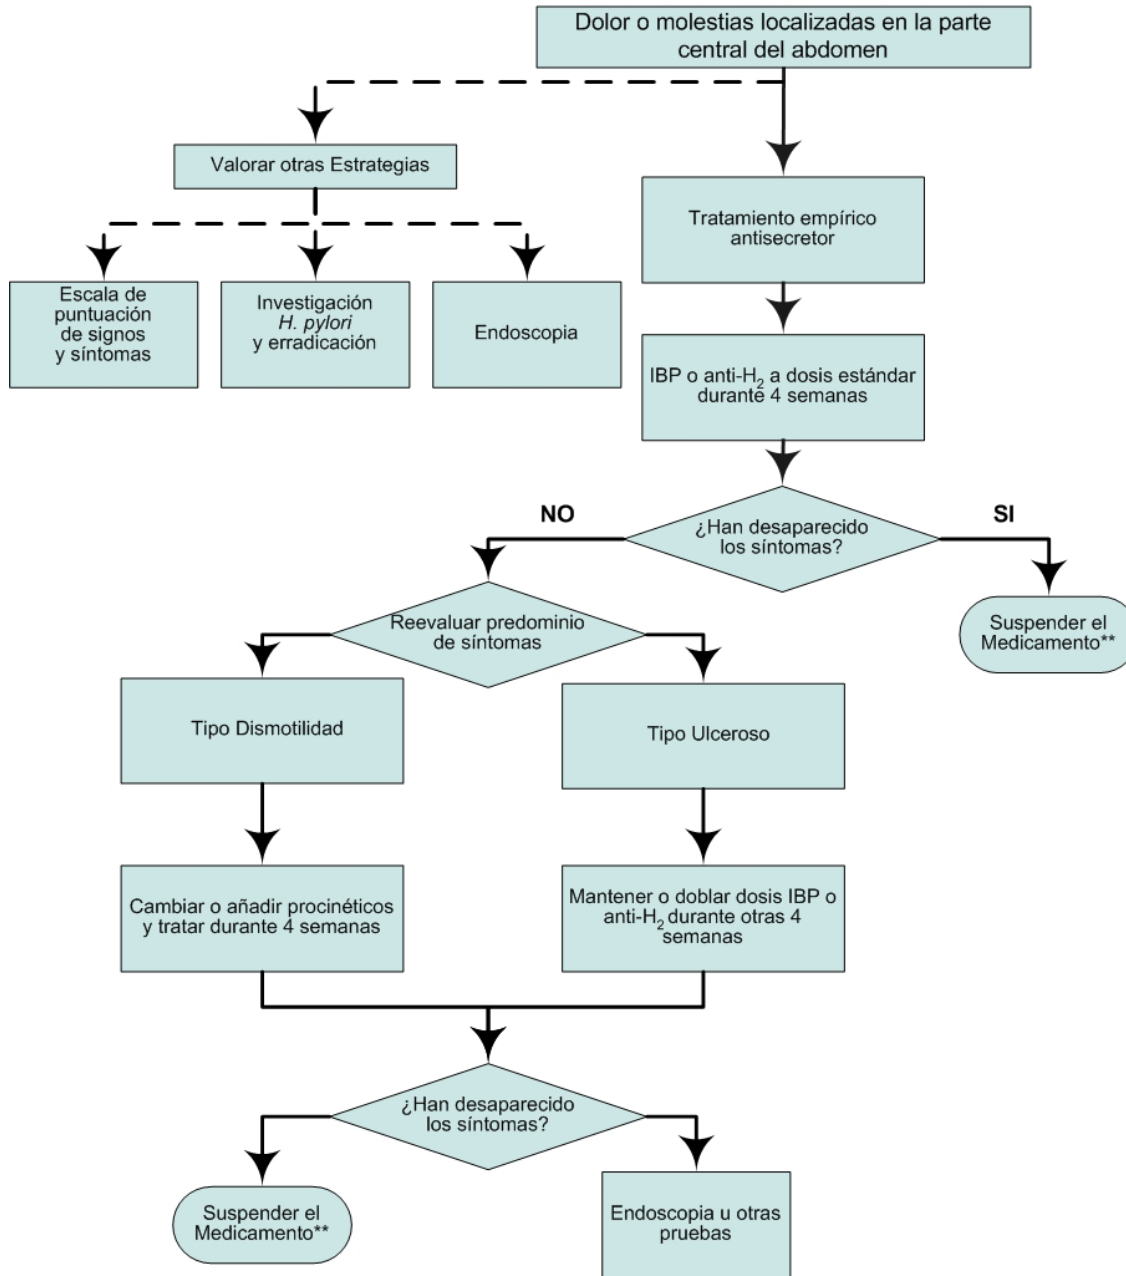 Dolor o molestias localizadas en la parte
central del abdomen
Valorar otras Estrategias
Tratamiento empírico
antisecretor
Escala de
puntuación
de signos
y síntomas
Investigación
H. pylori
y erradicación
Endoscopia
IBP o anti-H₂ a dosis estándar
durante 4 semanas
NO
SI
¿Han desaparecido
los síntomas?
Reevaluar predominio
de síntomas
Suspender el
Medicamento**
Tipo Dismotilidad
Tipo Ulceroso
Cambiar o añadir procinéticos
y tratar durante 4 semanas
Mantener o doblar dosis IBP o
anti-H₂ durante otras 4
semanas
¿Han desaparecido
los síntomas?
Suspender el
Medicamento**
Endoscopia u otras
pruebas